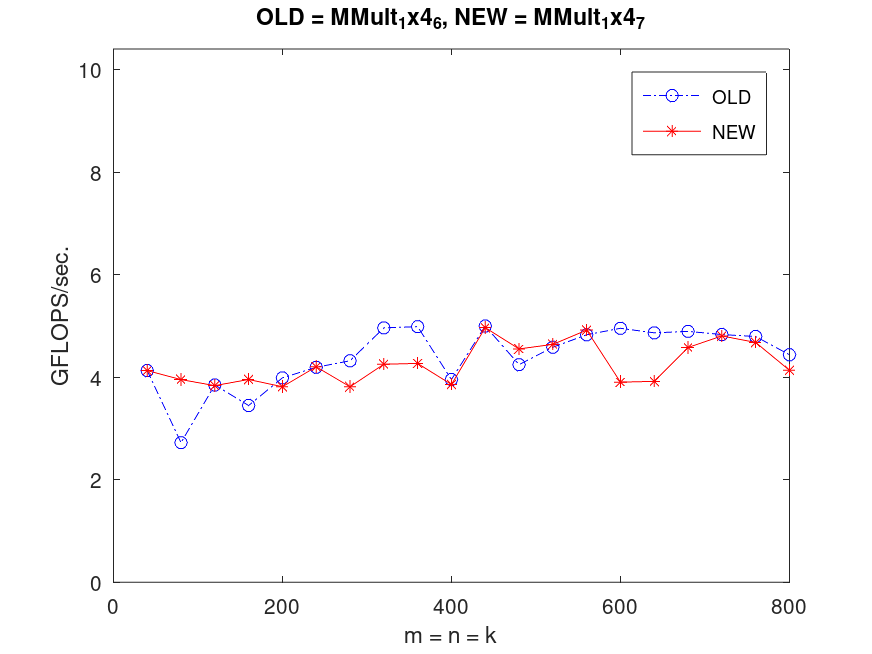 OLD = MMult₁x4₆, NEW = MMult₁x4₇
10
8
6
4
2
0
GFLOPS/sec.
OLD
NEW
0 200 400 600 800
m = n = k